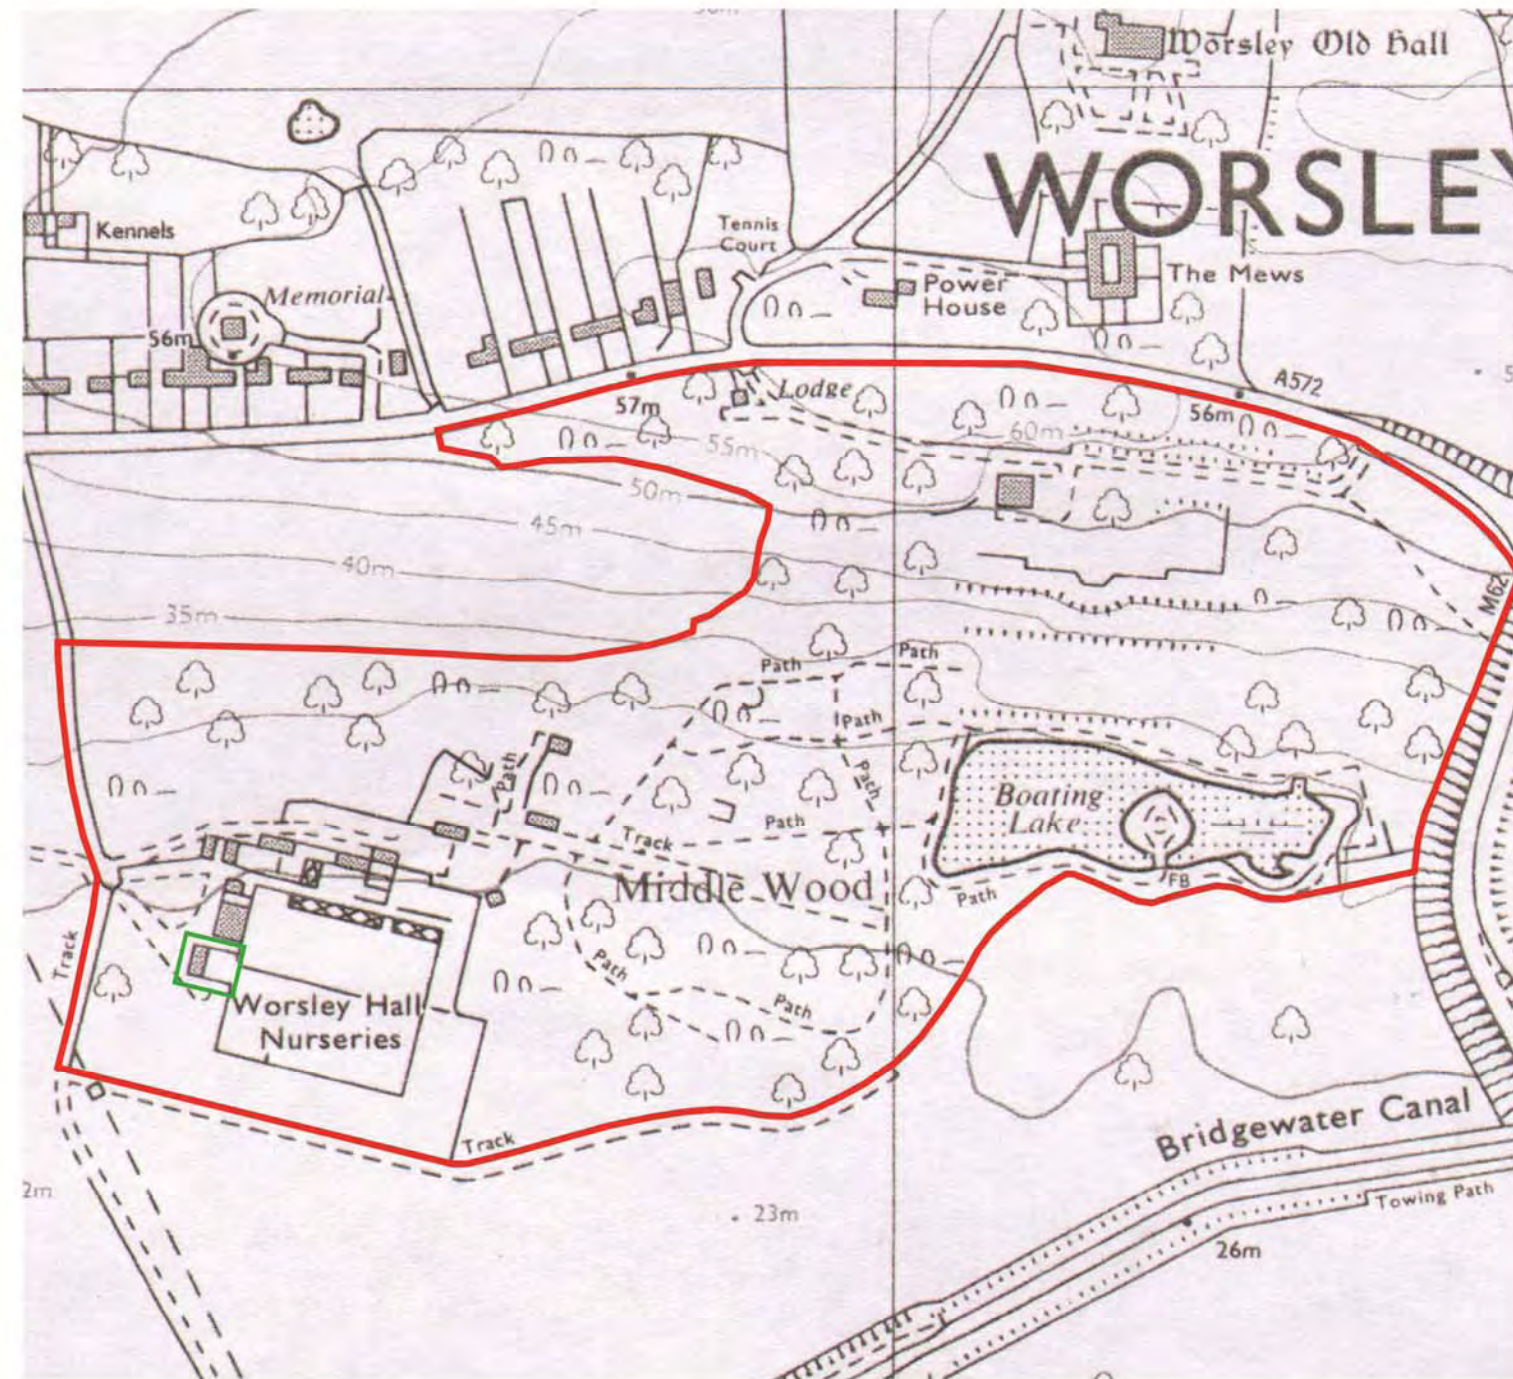 Worsley Old Hall
WORSLEY
Kennels
Tennis
Court
Memorial
Power
House
The Mews
56m
Lodge
A572
57m
56m
55m
60m
50m
45m
40m
M62
35m
Path
Path
Path
Path
Path
Boating
Lake
Path
Track
Middle Wood
FB
Path
Track
Path
Worsley Hall
Nurseries
Path
Bridgewater Canal
Track
2m
Towing Path
23m
26m